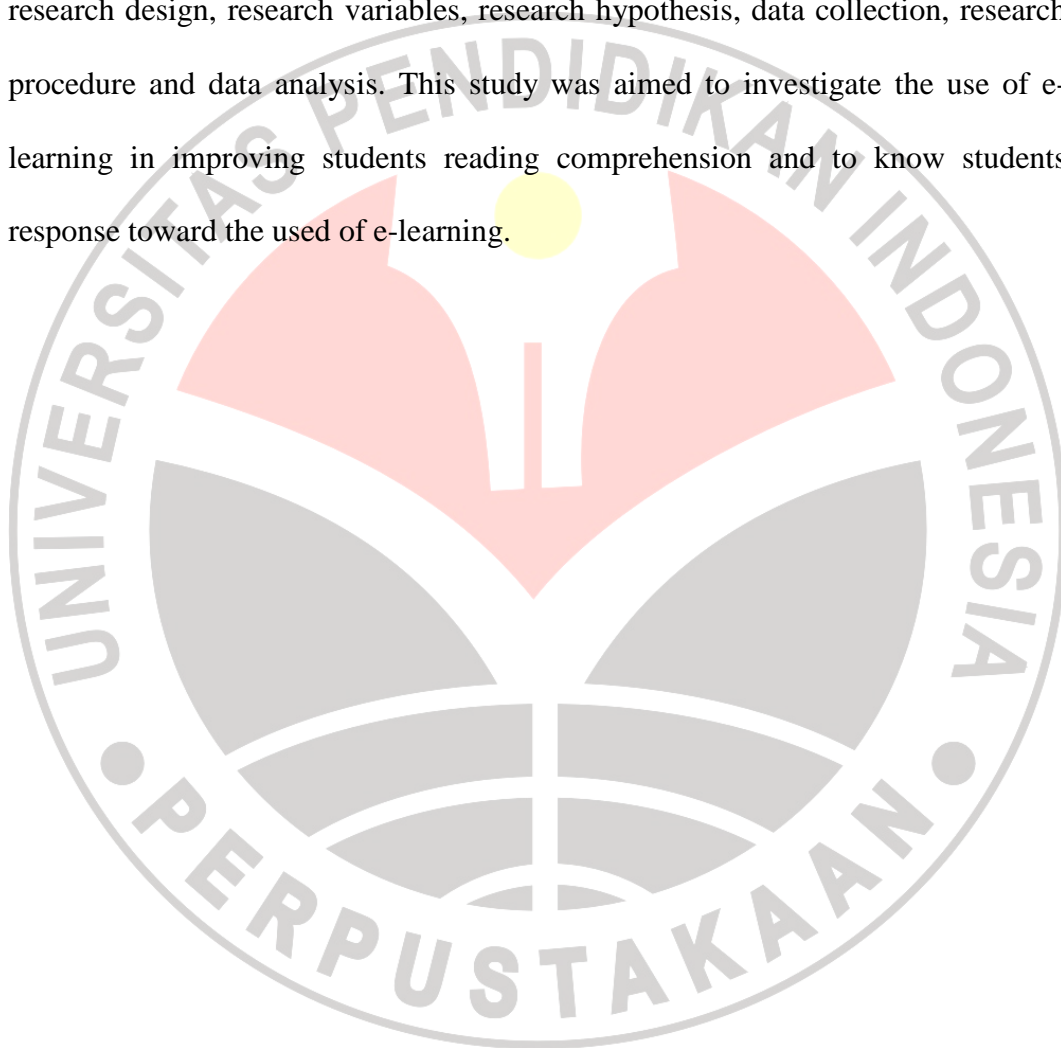 research design, research variables, research hypothesis, data collection, research
procedure and data analysis. This study was aimed to investigate the use of e-
learning in improving students reading comprehension and to know students
response toward the used of e-learning.
UNIVERSITAS PENDIDIKAN INDONESIA
• PERPUSTAKAAN •